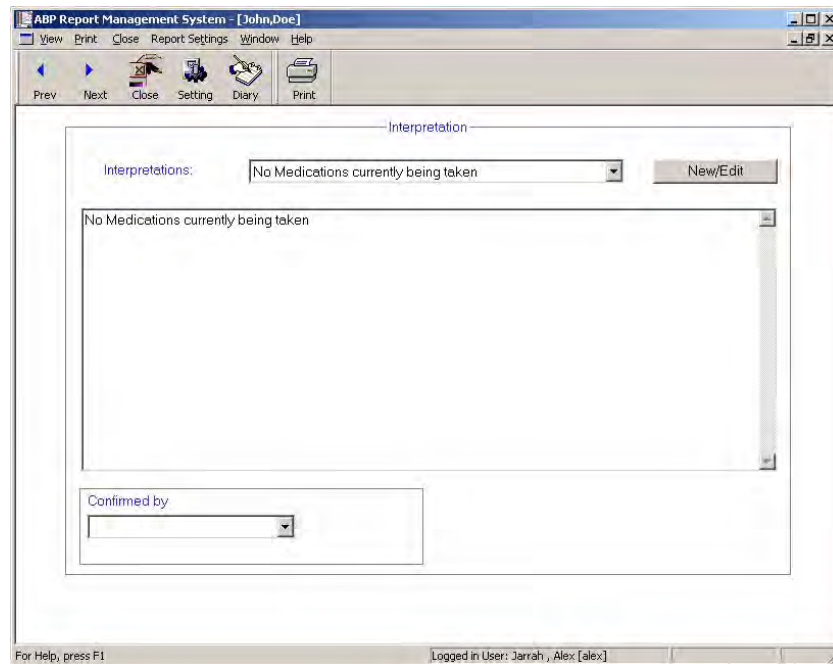 ABP Report Management System - [John,Doe]
View Print Close Report Settings Window Help
Prev Next Close Setting Diary Print
Interpretation
Interpretations: No Medications currently being taken New/Edit
No Medications currently being taken
Confirmed by
For Help, press F1 Logged in User: Jarrah , Alex [alex]